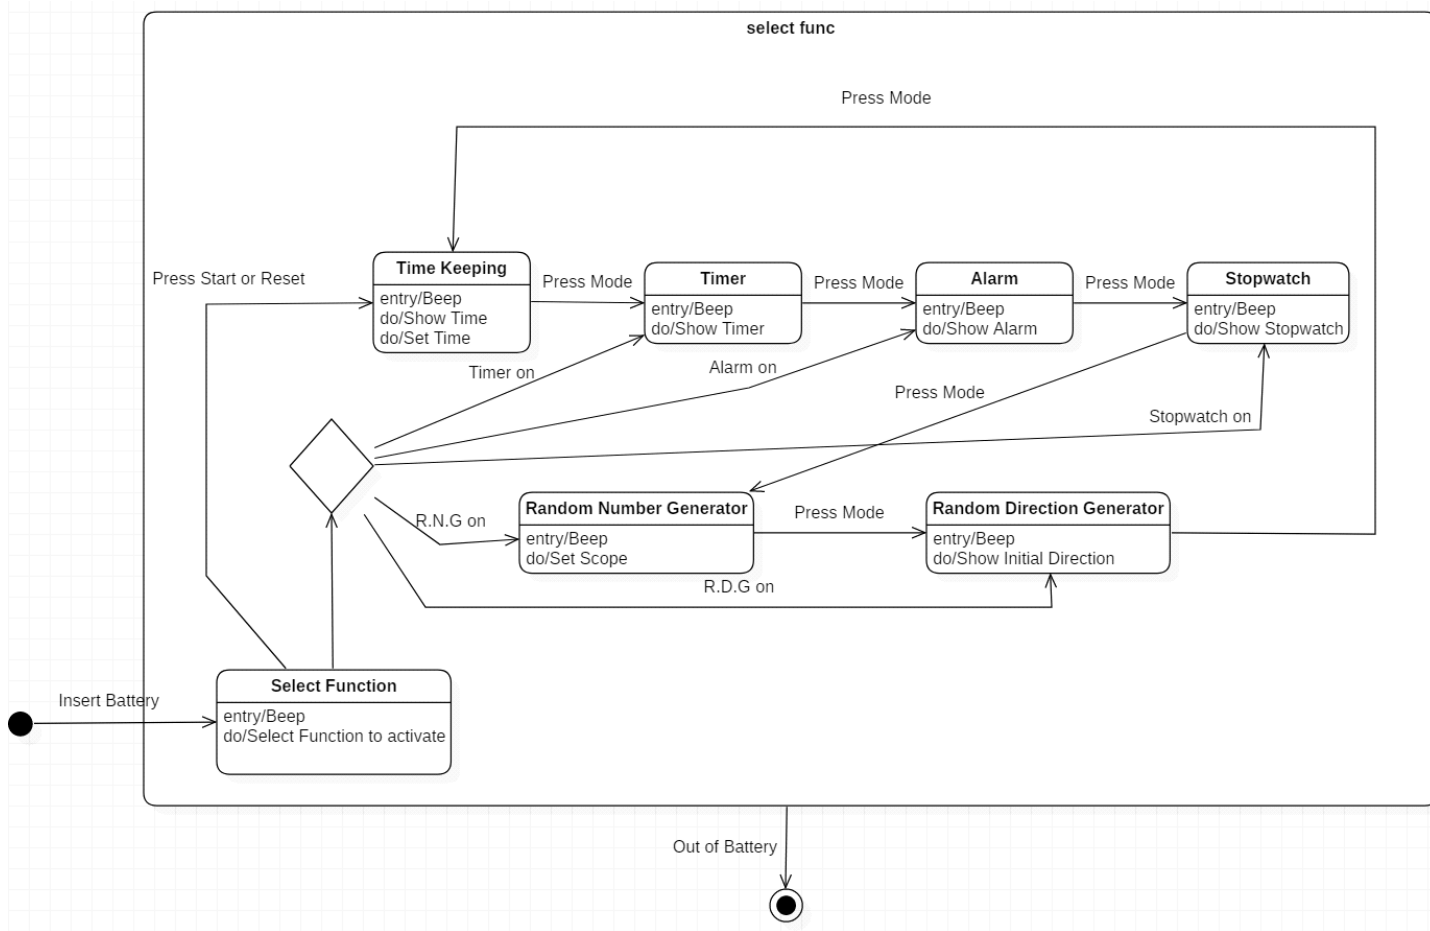 select func
Press Mode
Press Start or Reset
Time Keeping
entry/Beep
do/Show Time
do/Set Time
Press Mode
Timer
entry/Beep
do/Show Timer
Press Mode
Alarm
entry/Beep
do/Show Alarm
Press Mode
Stopwatch
entry/Beep
do/Show Stopwatch
Timer on
Alarm on
Press Mode
Stopwatch on
R.N.G on
Random Number Generator
entry/Beep
do/Set Scope
Press Mode
Random Direction Generator
entry/Beep
do/Show Initial Direction
R.D.G on
Insert Battery
Select Function
entry/Beep
do/Select Function to activate
Out of Battery